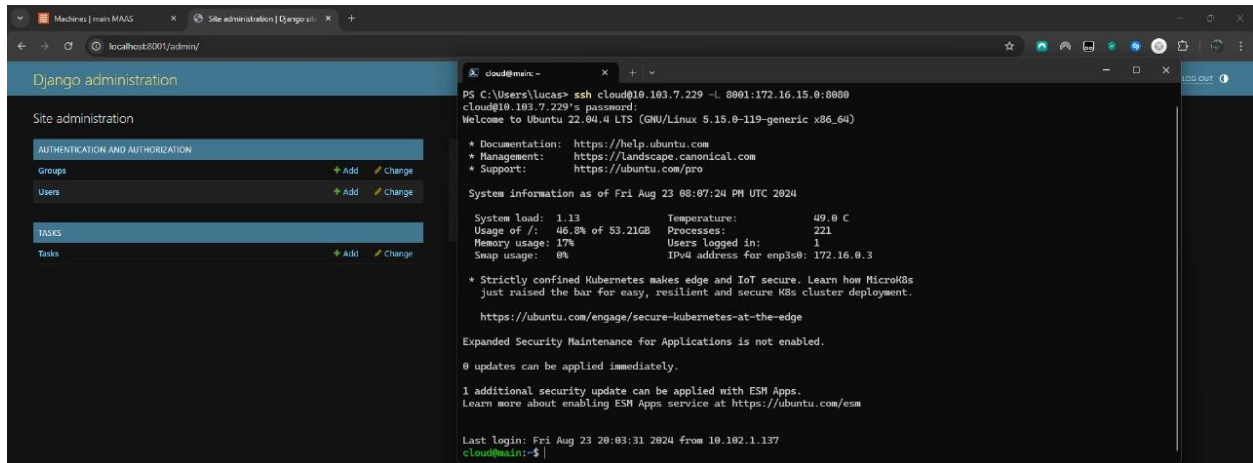 Machines | main MAAS
Site administration | Django site
localhost:8001/admin/
Django administration
LOG OUT
Site administration
AUTHENTICATION AND AUTHORIZATION
Groups + Add Change
Users + Add Change
TASKS
Tasks + Add Change
cloud@main: ~
PS C:\Users\lucas> ssh cloud@10.103.7.229 -L 8001:172.16.15.0:8080
cloud@10.103.7.229's password:
Welcome to Ubuntu 22.04.4 LTS (GNU/Linux 5.15.0-119-generic x86_64)
* Documentation: https://help.ubuntu.com
* Management: https://landscape.canonical.com
* Support: https://ubuntu.com/pro
System information as of Fri Aug 23 08:07:24 PM UTC 2024
System load: 1.13 Temperature: 49.0 C
Usage of /: 46.8% of 53.21GB Processes: 221
Memory usage: 17% Users logged in: 1
Swap usage: 0% IPv4 address for enp3s0: 172.16.0.3
* Strictly confined Kubernetes makes edge and IoT secure. Learn how MicroK8s
just raised the bar for easy, resilient and secure K8s cluster deployment.
https://ubuntu.com/engage/secure-kubernetes-at-the-edge
Expanded Security Maintenance for Applications is not enabled.
0 updates can be applied immediately.
1 additional security update can be applied with ESM Apps.
Learn more about enabling ESM Apps service at https://ubuntu.com/esm
Last login: Fri Aug 23 20:03:31 2024 from 10.102.1.137
cloud@main:~$